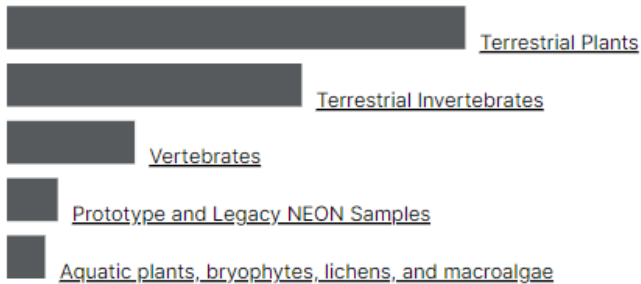 Terrestrial Plants
Terrestrial Invertebrates
Vertebrates
Prototype and Legacy NEON Samples
Aquatic plants, bryophytes, lichens, and macroalgae